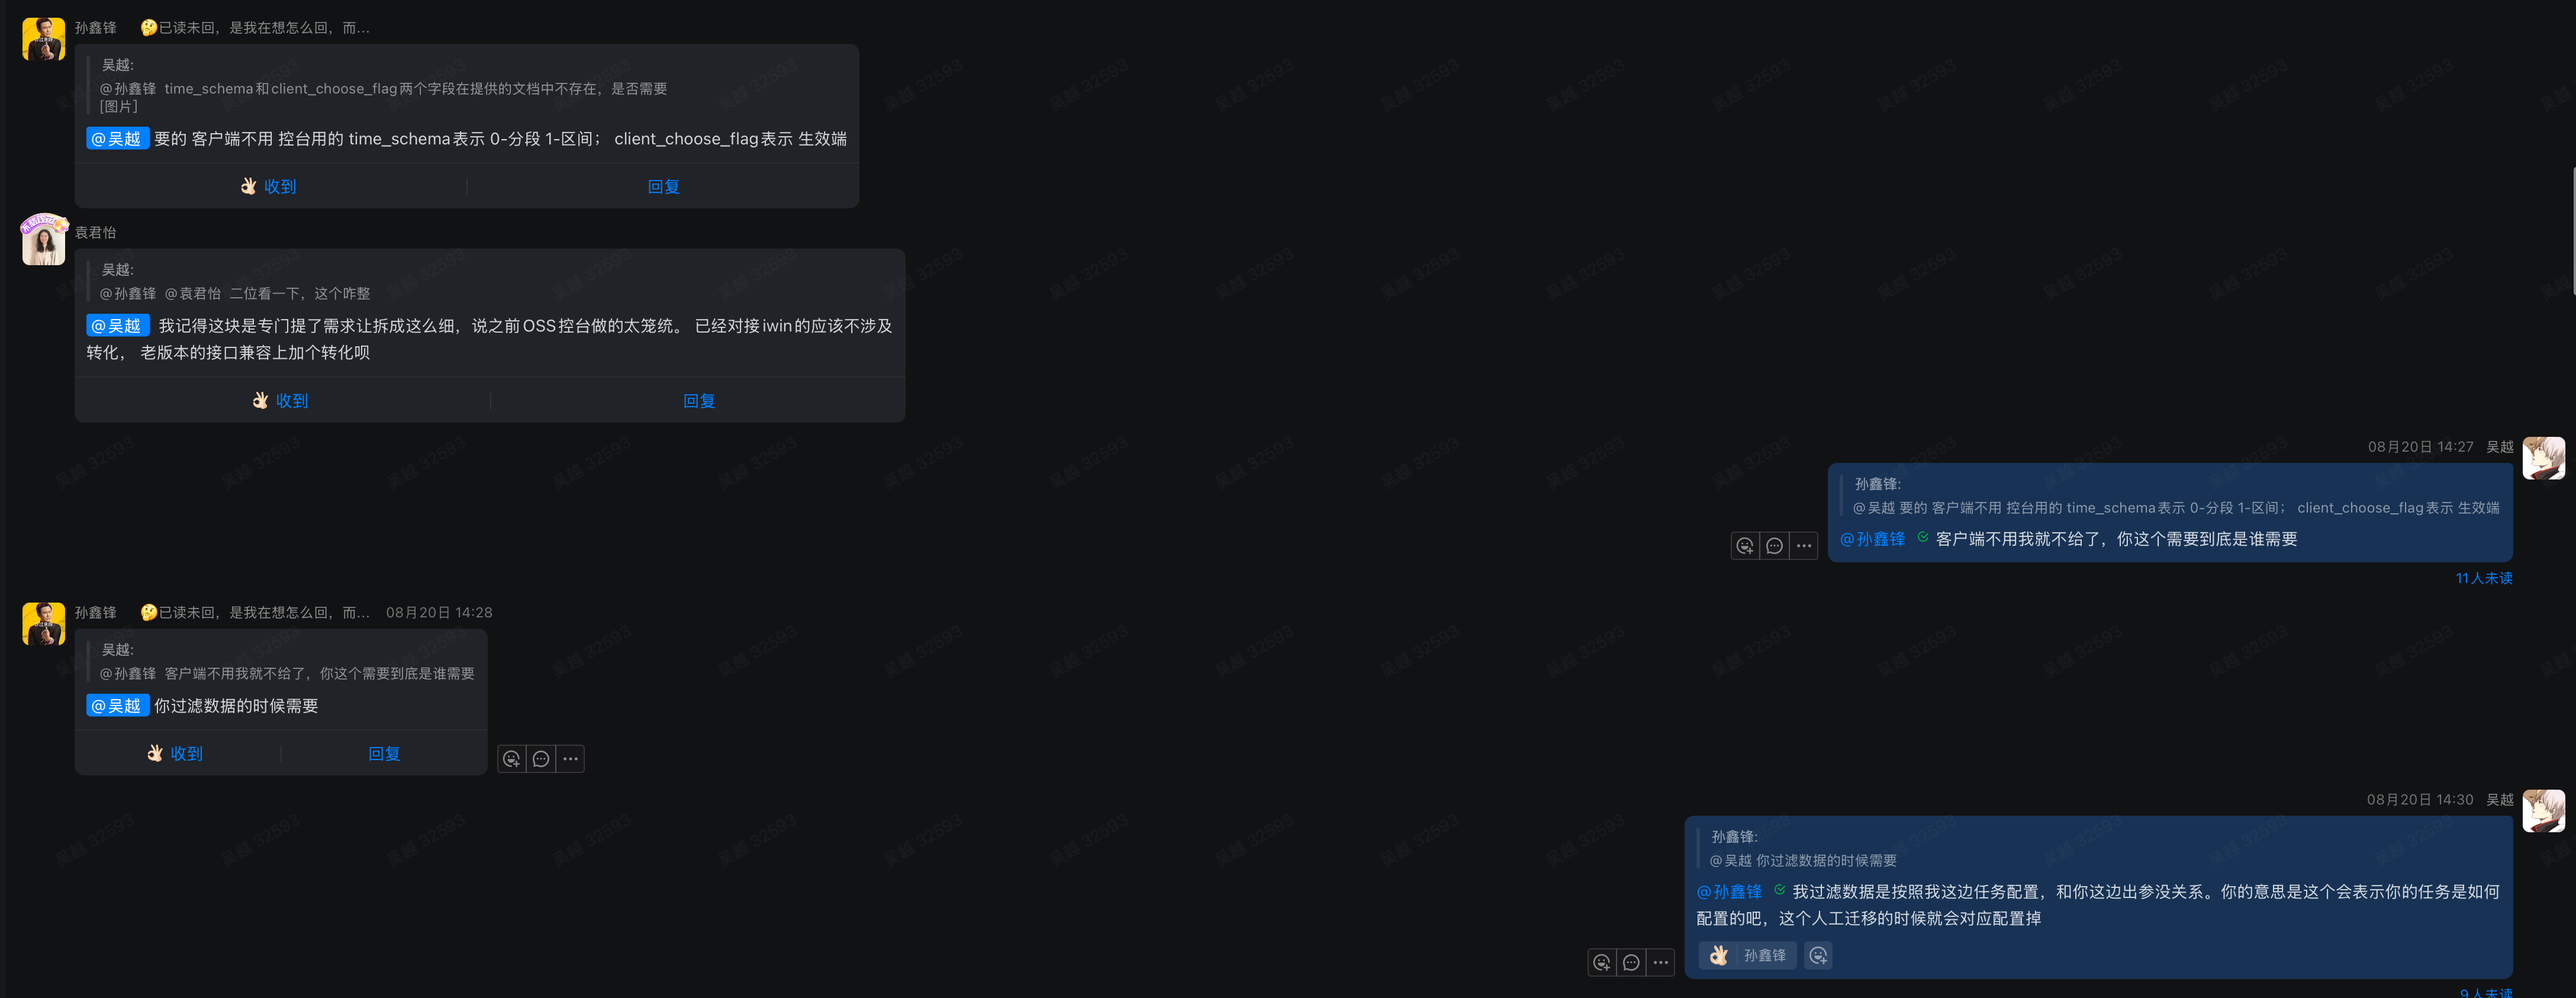 孙鑫锋 🤔已读未回，是我在想怎么回，而...
吴越:
@孙鑫锋 time_schema和client_choose_flag两个字段在提供的文档中不存在，是否需要
[图片]
@吴越 要的 客户端不用 控台用的 time_schema表示 0-分段 1-区间； client_choose_flag表示 生效端
👌🏻 收到 回复
袁君怡
吴越:
@孙鑫锋 @袁君怡 二位看一下，这个咋整
@吴越 我记得这块是专门提了需求让拆成这么细，说之前OSS控台做的太笼统。 已经对接iwin的应该不涉及
转化， 老版本的接口兼容上加个转化呗
👌🏻 收到 回复
08月20日 14:27 吴越
孙鑫锋:
@吴越 要的 客户端不用 控台用的 time_schema表示 0-分段 1-区间； client_choose_flag表示 生效端
@孙鑫锋 客户端不用我就不给了，你这个需要到底是谁需要
11人未读
孙鑫锋 🤔已读未回，是我在想怎么回，而... 08月20日 14:28
吴越:
@孙鑫锋 客户端不用我就不给了，你这个需要到底是谁需要
@吴越 你过滤数据的时候需要
👌🏻 收到 回复
08月20日 14:30 吴越
孙鑫锋:
@吴越 你过滤数据的时候需要
@孙鑫锋 我过滤数据是按照我这边任务配置，和你这边出参没关系。你的意思是这个会表示你的任务是如何
配置的吧，这个人工迁移的时候就会对应配置掉
👌🏻 孙鑫锋
9人未读
吴越 32593